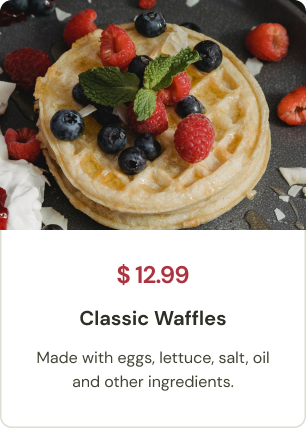 $ 12.99
Classic Waffles
Made with eggs, lettuce, salt, oil
and other ingredients.